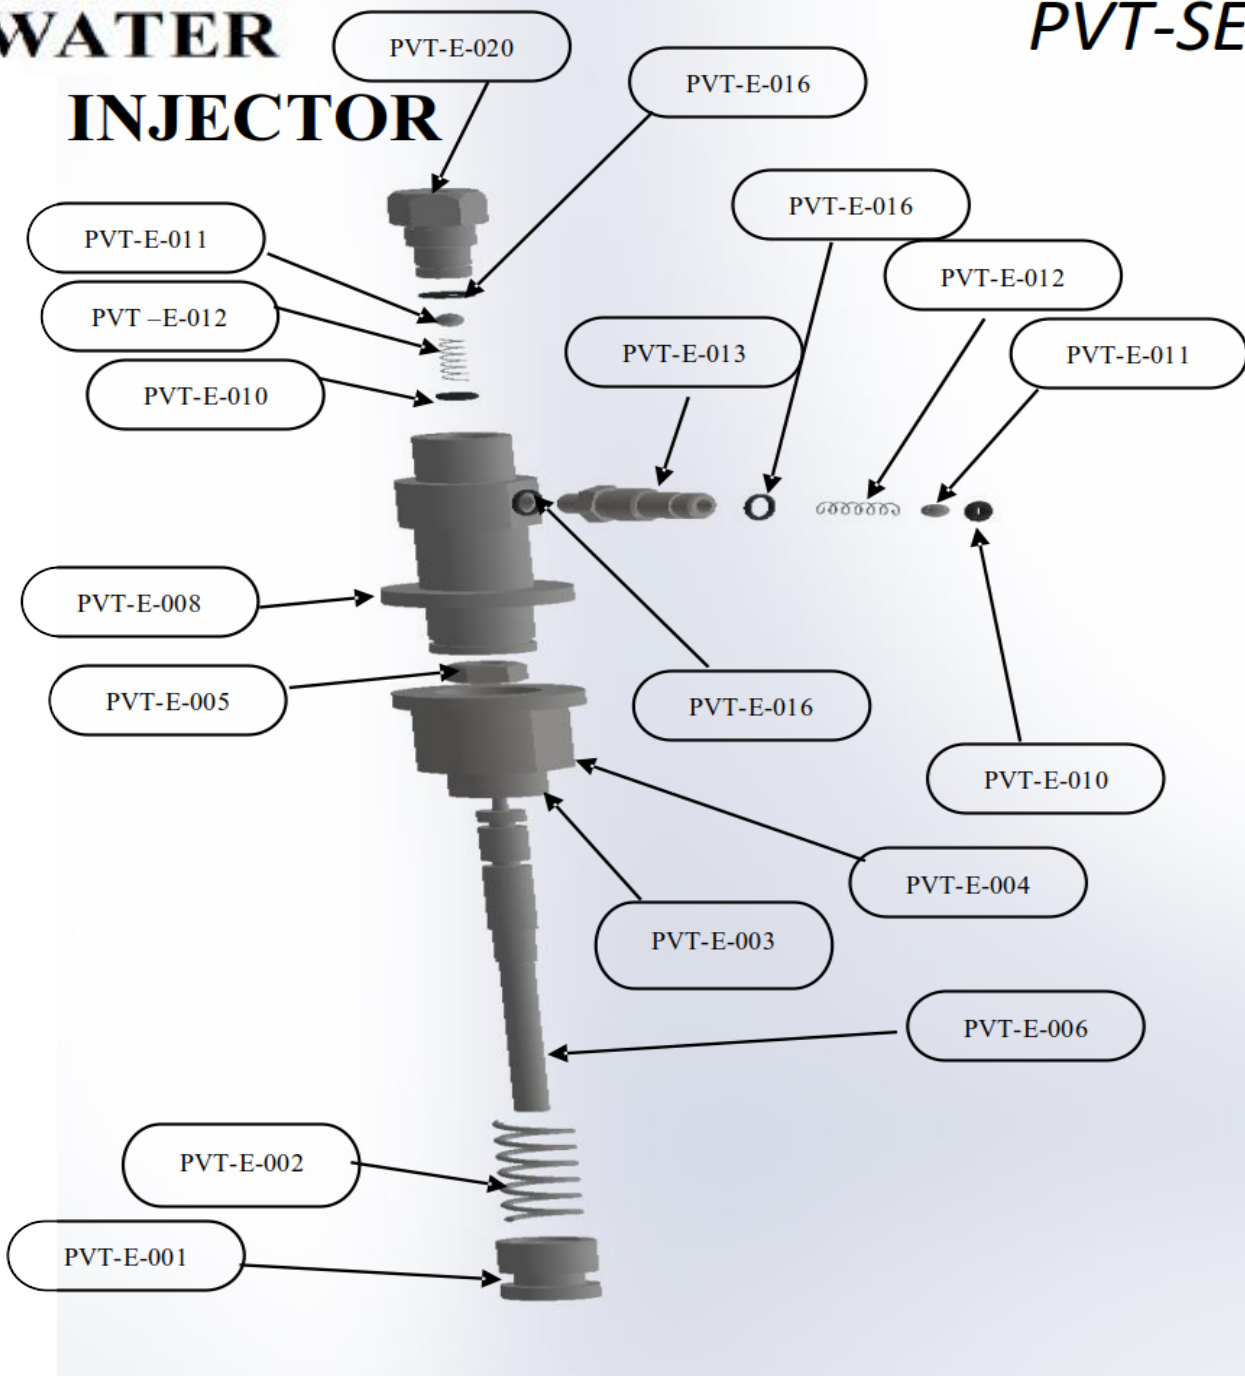 WATER
PVT-SE
INJECTOR
PVT-E-020
PVT-E-016
PVT-E-016
PVT-E-011
PVT-E-012
PVT –E-012
PVT-E-013
PVT-E-011
PVT-E-010
PVT-E-008
PVT-E-005
PVT-E-016
PVT-E-010
PVT-E-004
PVT-E-003
PVT-E-006
PVT-E-002
PVT-E-001